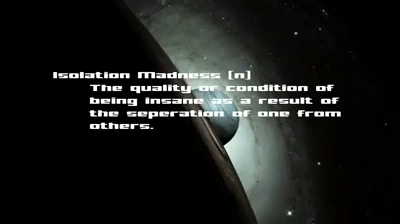 Isolation Madness [n]
The quality or condition of
being insane as a result of
the seperation of one from
others.